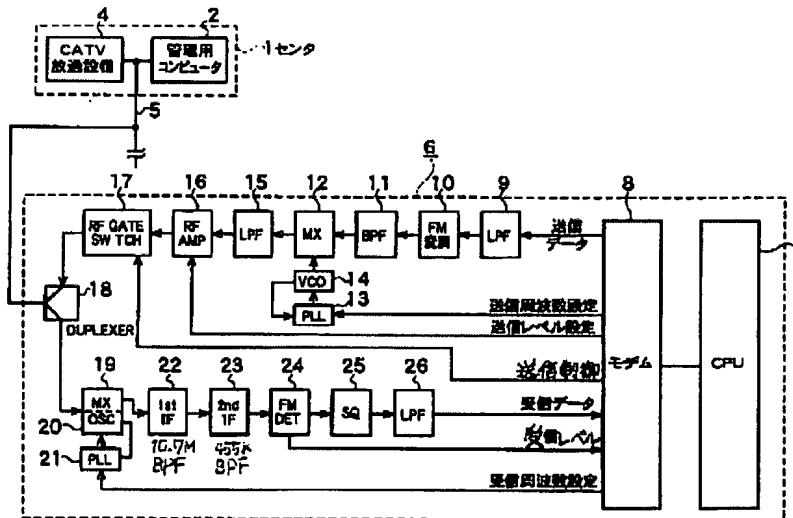 4
2
CATV
放過設備
管理用
コンピュータ
1センタ
5
17
16
15
12
11
6
10
9
8
RF GATE
SW TCH
RF
AMP
LPF
MX
BPF
FM
変調
LPF
送信
データ
VCO
14
PLL
13
18
DUPLEXER
送信周波数設定
送信レベル設定
送信制御
モデム
CPU
19
22
23
24
25
26
MX
OSC
20
1st
IF
2nd
IF
FM
DET
SQ
LPF
受信データ
受信レベル
21
PLL
10.7M
BPF
455K
BPF
受信周波数設定